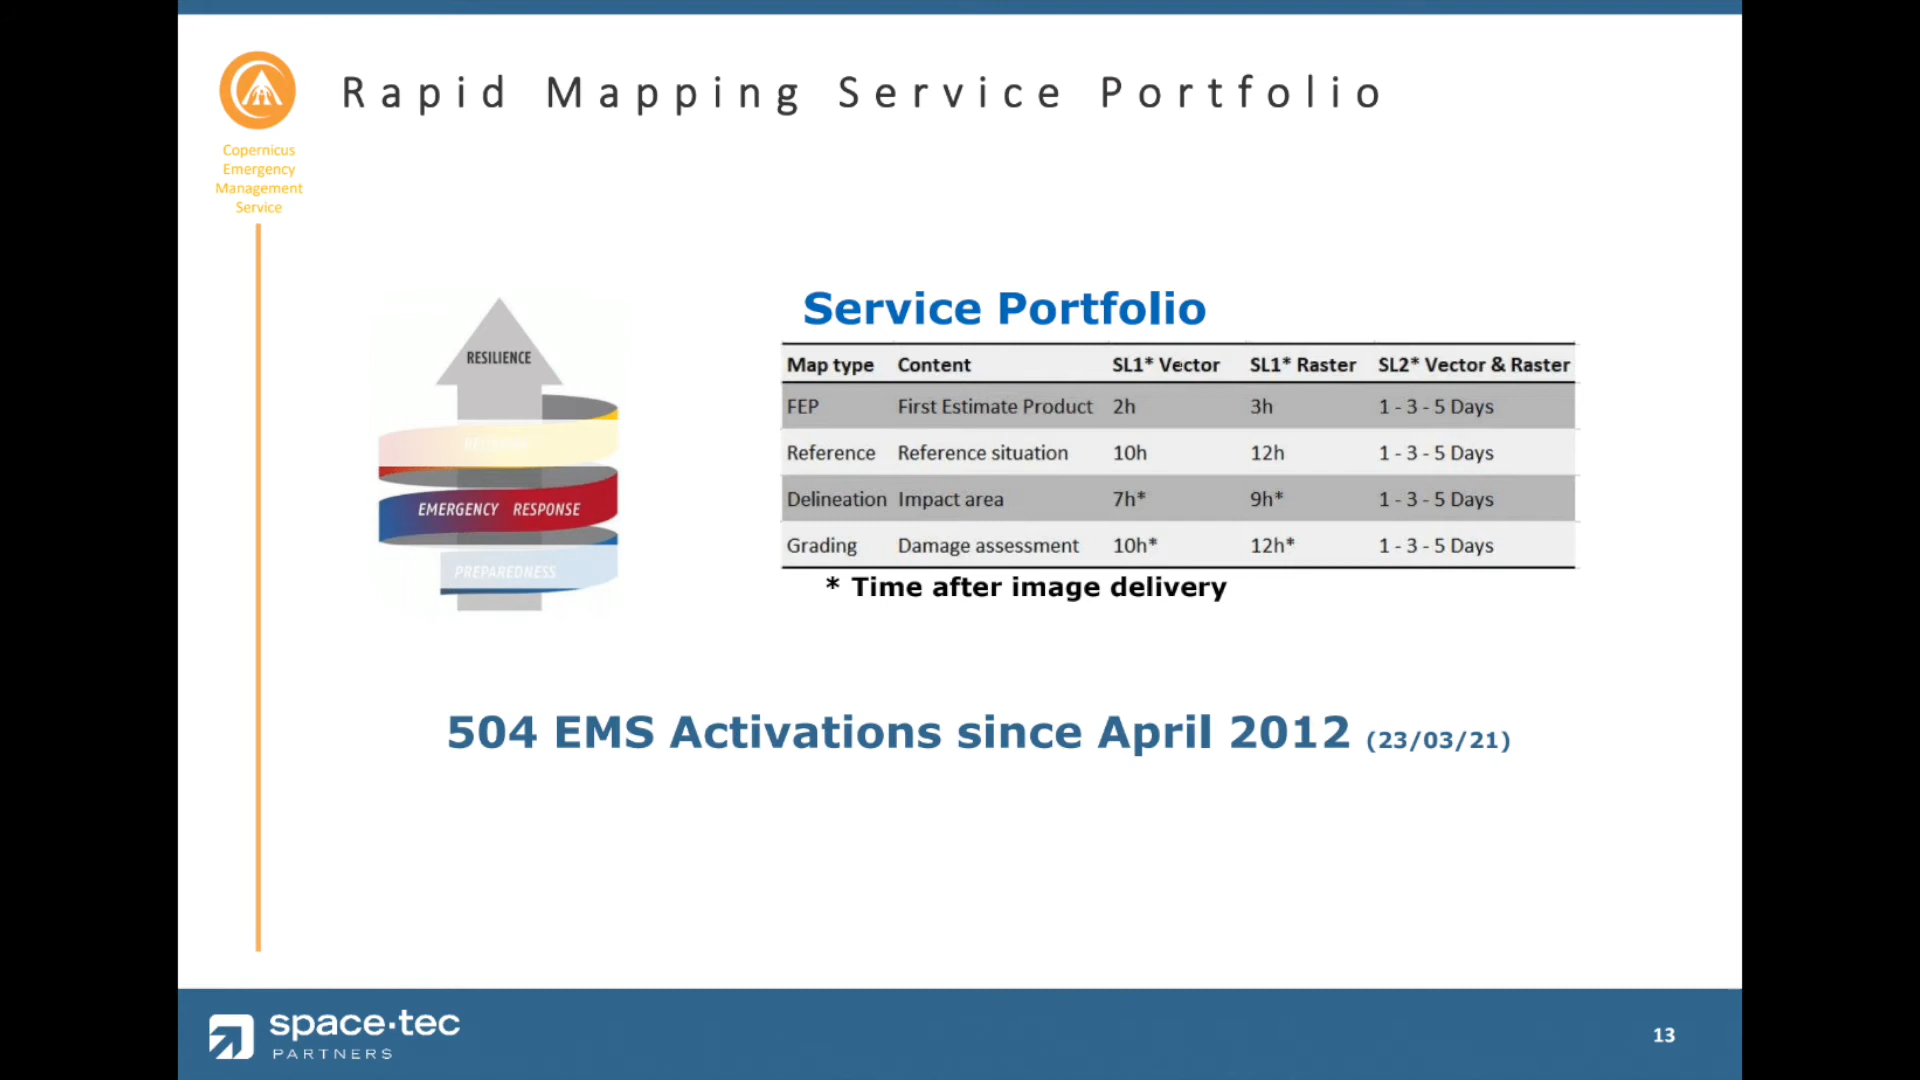 Rapid Mapping Service Portfolio
Copernicus
Emergency
Management
Service
RESILIENCE
RECOVERY
EMERGENCY RESPONSE
PREPAREDNESS
Service Portfolio
Map type Content SL1* Vector SL1* Raster SL2* Vector & Raster
FEP First Estimate Product 2h 3h 1 - 3 - 5 Days
Reference Reference situation 10h 12h 1 - 3 - 5 Days
Delineation Impact area 7h* 9h* 1 - 3 - 5 Days
Grading Damage assessment 10h* 12h* 1 - 3 - 5 Days
* Time after image delivery
504 EMS Activations since April 2012 (23/03/21)
space·tec
PARTNERS
13